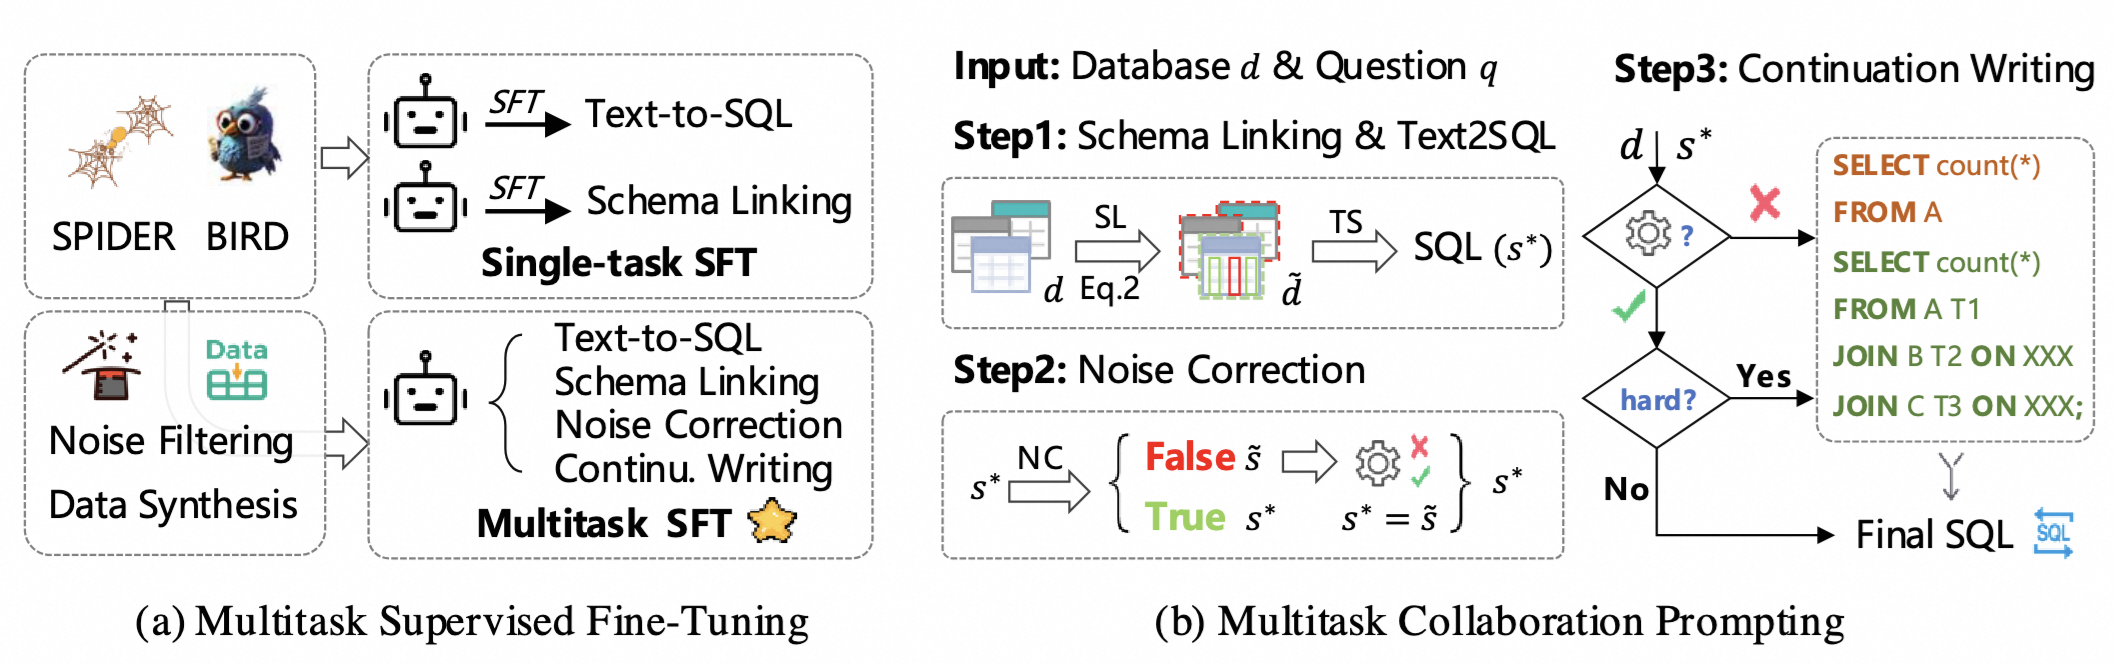 SPIDER BIRD
SFT Text-to-SQL
SFT Schema Linking
Single-task SFT
Data
Noise Filtering
Data Synthesis
Text-to-SQL
Schema Linking
Noise Correction
Continu. Writing
Multitask SFT
(a) Multitask Supervised Fine-Tuning
Input: Database d & Question q
Step1: Schema Linking & Text2SQL
d SL Eq.2 d̃ TS SQL (s*)
Step2: Noise Correction
s* NC { False s̃
True s* s* = s̃ } s*
Step3: Continuation Writing
d s*
?
hard?
Yes
No
SELECT count(*)
FROM A
SELECT count(*)
FROM A T1
JOIN B T2 ON XXX
JOIN C T3 ON XXX;
Final SQL SQL
(b) Multitask Collaboration Prompting